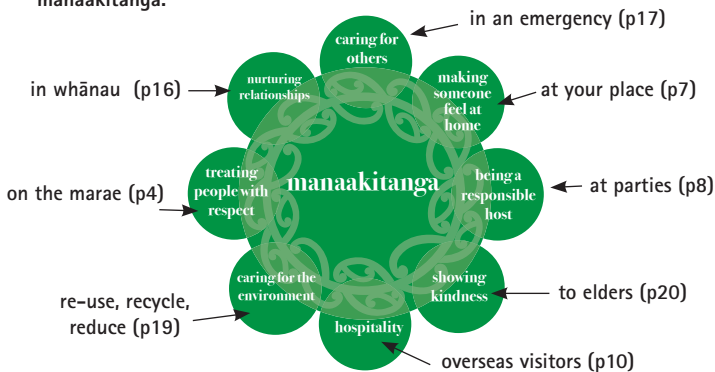 manaakitanga.
in an emergency (p17)
caring for
others
nurturing
relationships
in whānau (p16)
making
someone
feel at
home
at your place (p7)
treating
people with
respect
on the marae (p4)
manaakitanga
being a
responsible
host
at parties (p8)
caring for the
environment
re-use, recycle,
reduce (p19)
showing
kindness
to elders (p20)
hospitality
overseas visitors (p10)